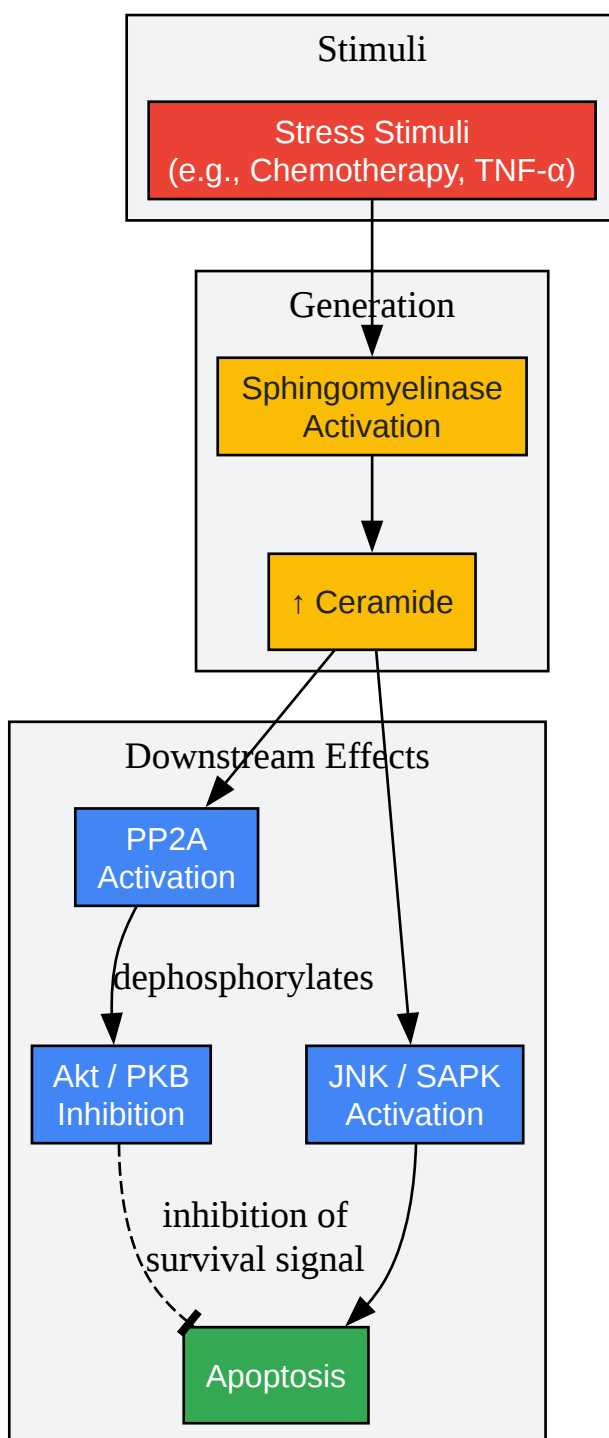 Stimuli
Stress Stimuli
(e.g., Chemotherapy, TNF-α)
Generation
Sphingomyelinase
Activation
↑ Ceramide
Downstream Effects
PP2A
Activation
dephosphorylates
Akt / PKB
Inhibition
JNK / SAPK
Activation
inhibition of
survival signal
Apoptosis